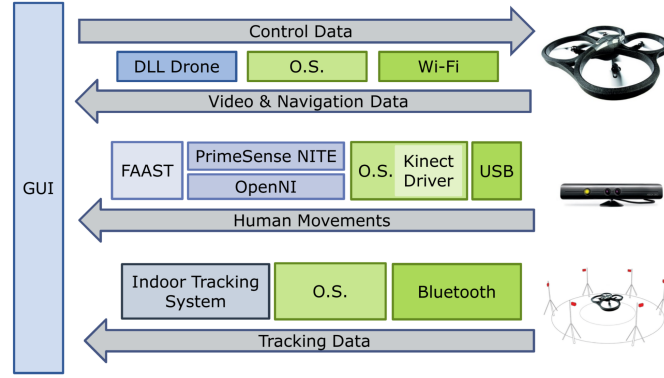 Control Data
DLL Drone
O.S.
Wi-Fi
Video & Navigation Data
GUI
FAAST
PrimeSense NITE
OpenNI
O.S.
Kinect
Driver
USB
Human Movements
Indoor Tracking
System
O.S.
Bluetooth
Tracking Data